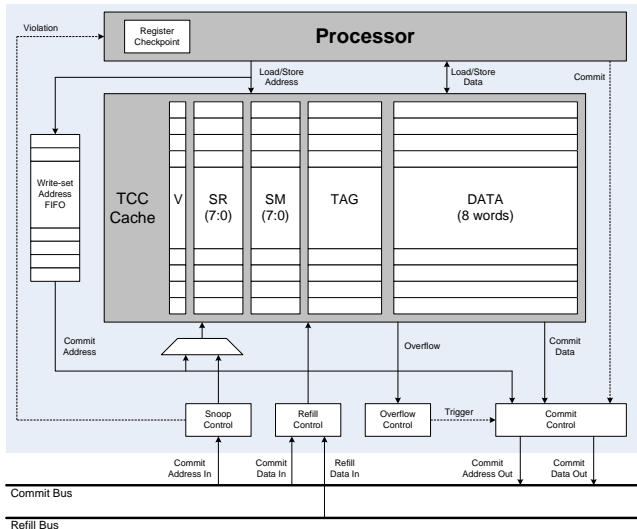 Violation
Register
Checkpoint
Processor
Load/Store
Address
Load/Store
Data
Commit
Write-set
Address
FIFO
TCC
Cache
V
SR
(7:0)
SM
(7:0)
TAG
DATA
(8 words)
Commit
Address
Overflow
Commit
Data
Snoop
Control
Refill
Control
Overflow
Control
Trigger
Commit
Control
Commit
Address In
Commit
Data In
Refill
Data In
Commit
Address Out
Commit
Data Out
Commit Bus
Refill Bus